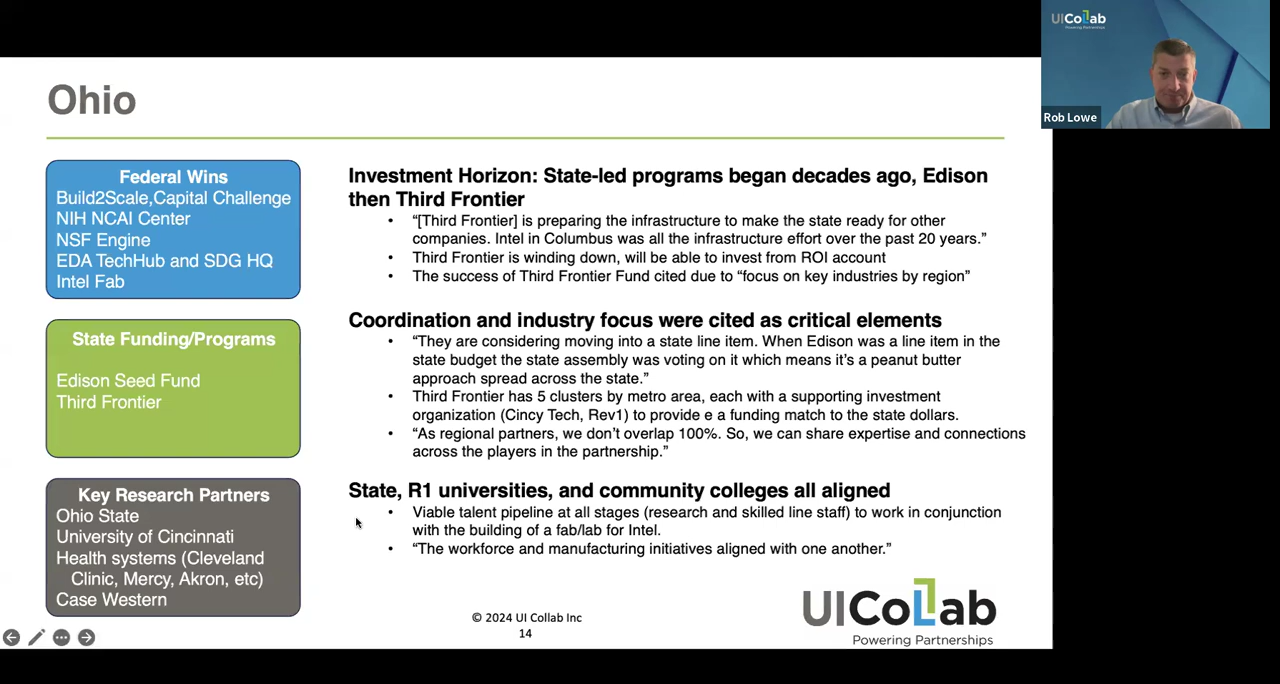 UICoLab
Powering Partnerships
Rob Lowe
Ohio
Federal Wins
Build2Scale,Capital Challenge
NIH NCAI Center
NSF Engine
EDA TechHub and SDG HQ
Intel Fab
State Funding/Programs
Edison Seed Fund
Third Frontier
Key Research Partners
Ohio State
University of Cincinnati
Health systems (Cleveland
Clinic, Mercy, Akron, etc)
Case Western
Investment Horizon: State-led programs began decades ago, Edison
then Third Frontier
• “[Third Frontier] is preparing the infrastructure to make the state ready for other
companies. Intel in Columbus was all the infrastructure effort over the past 20 years.”
• Third Frontier is winding down, will be able to invest from ROI account
• The success of Third Frontier Fund cited due to “focus on key industries by region”
Coordination and industry focus were cited as critical elements
• “They are considering moving into a state line item. When Edison was a line item in the
state budget the state assembly was voting on it which means it’s a peanut butter
approach spread across the state.”
• Third Frontier has 5 clusters by metro area, each with a supporting investment
organization (Cincy Tech, Rev1) to provide e a funding match to the state dollars.
• “As regional partners, we don’t overlap 100%. So, we can share expertise and connections
across the players in the partnership.”
State, R1 universities, and community colleges all aligned
• Viable talent pipeline at all stages (research and skilled line staff) to work in conjunction
with the building of a fab/lab for Intel.
• “The workforce and manufacturing initiatives aligned with one another.”
© 2024 UI Collab Inc
14
UICoLLab
Powering Partnerships